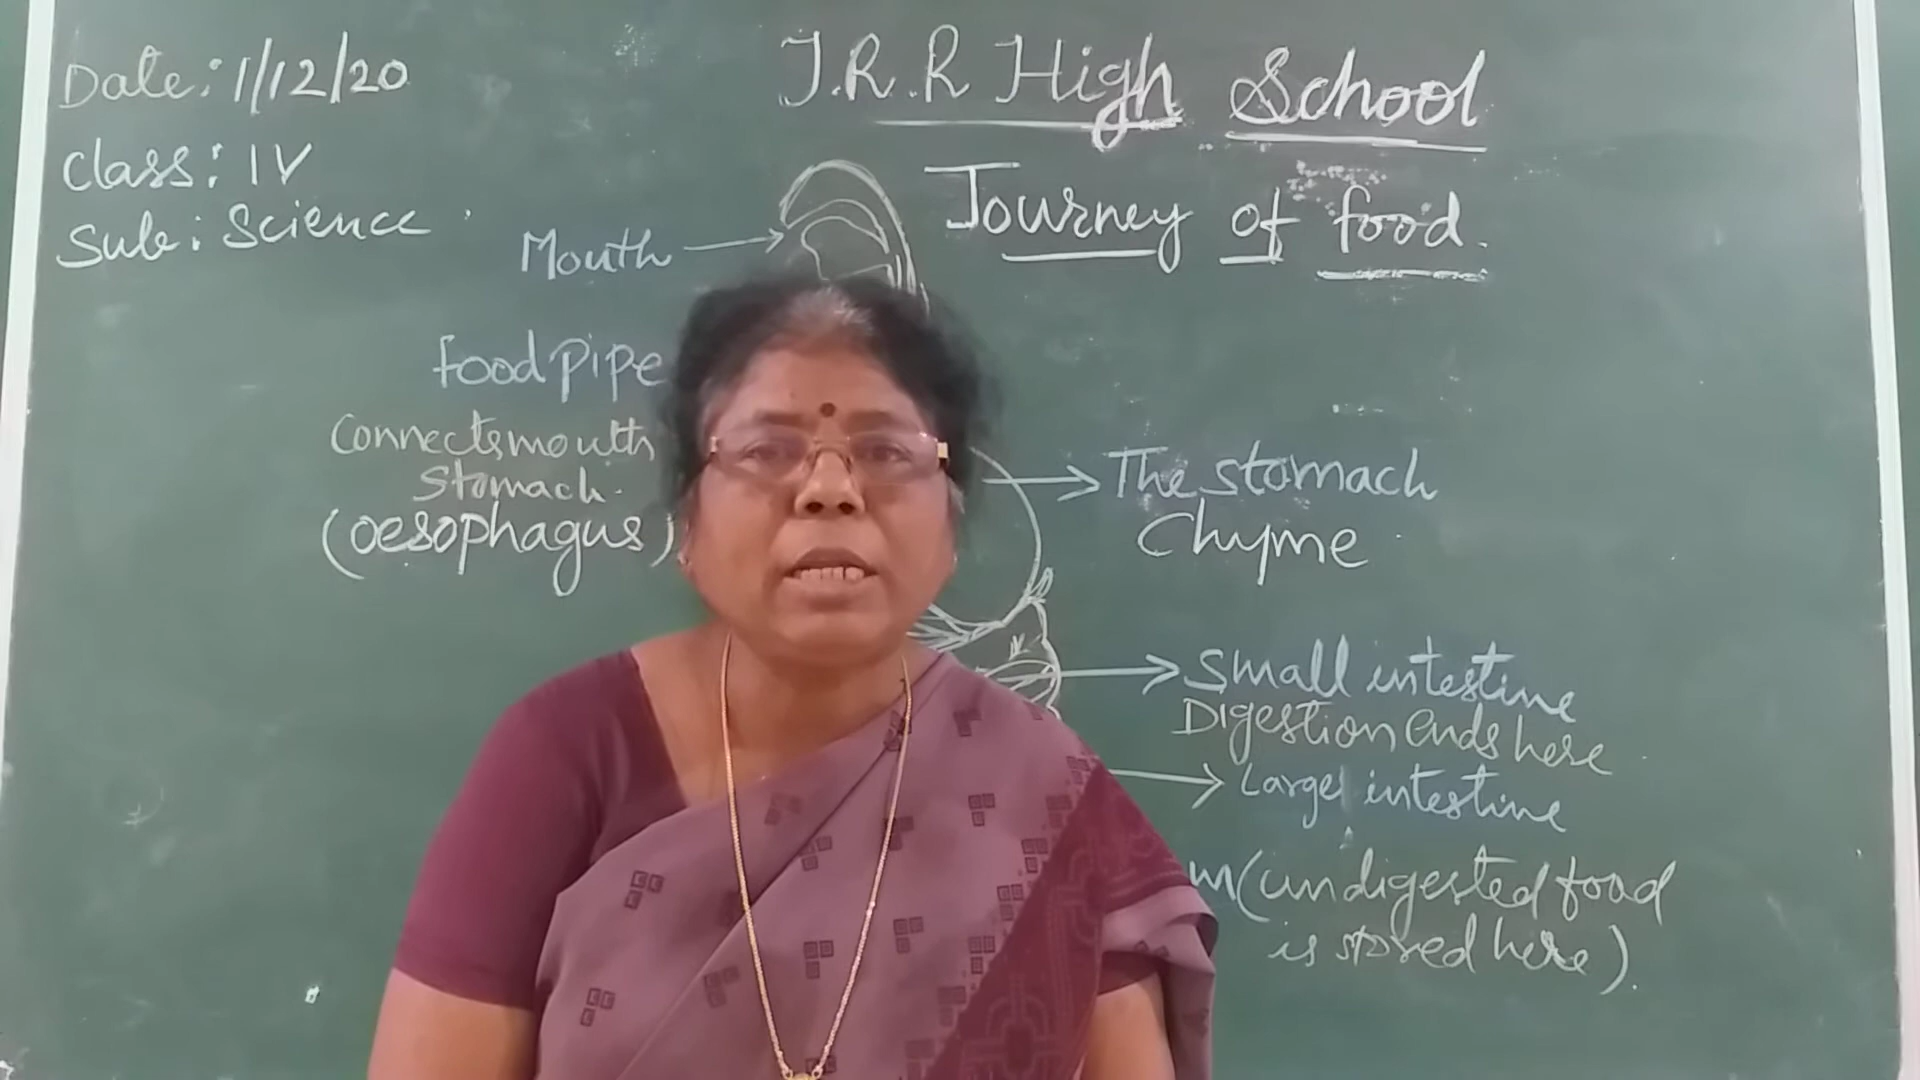 Date: 1/12/20
Class: IV
Sub: Science
J.R.R High School
Journey of food.
Mouth
food pipe
Connects mouth
Stomach.
(oesophagus)
The stomach
Chyme
Small intestine
Digestion ends here
Large intestine
(undigested food
is stored here).